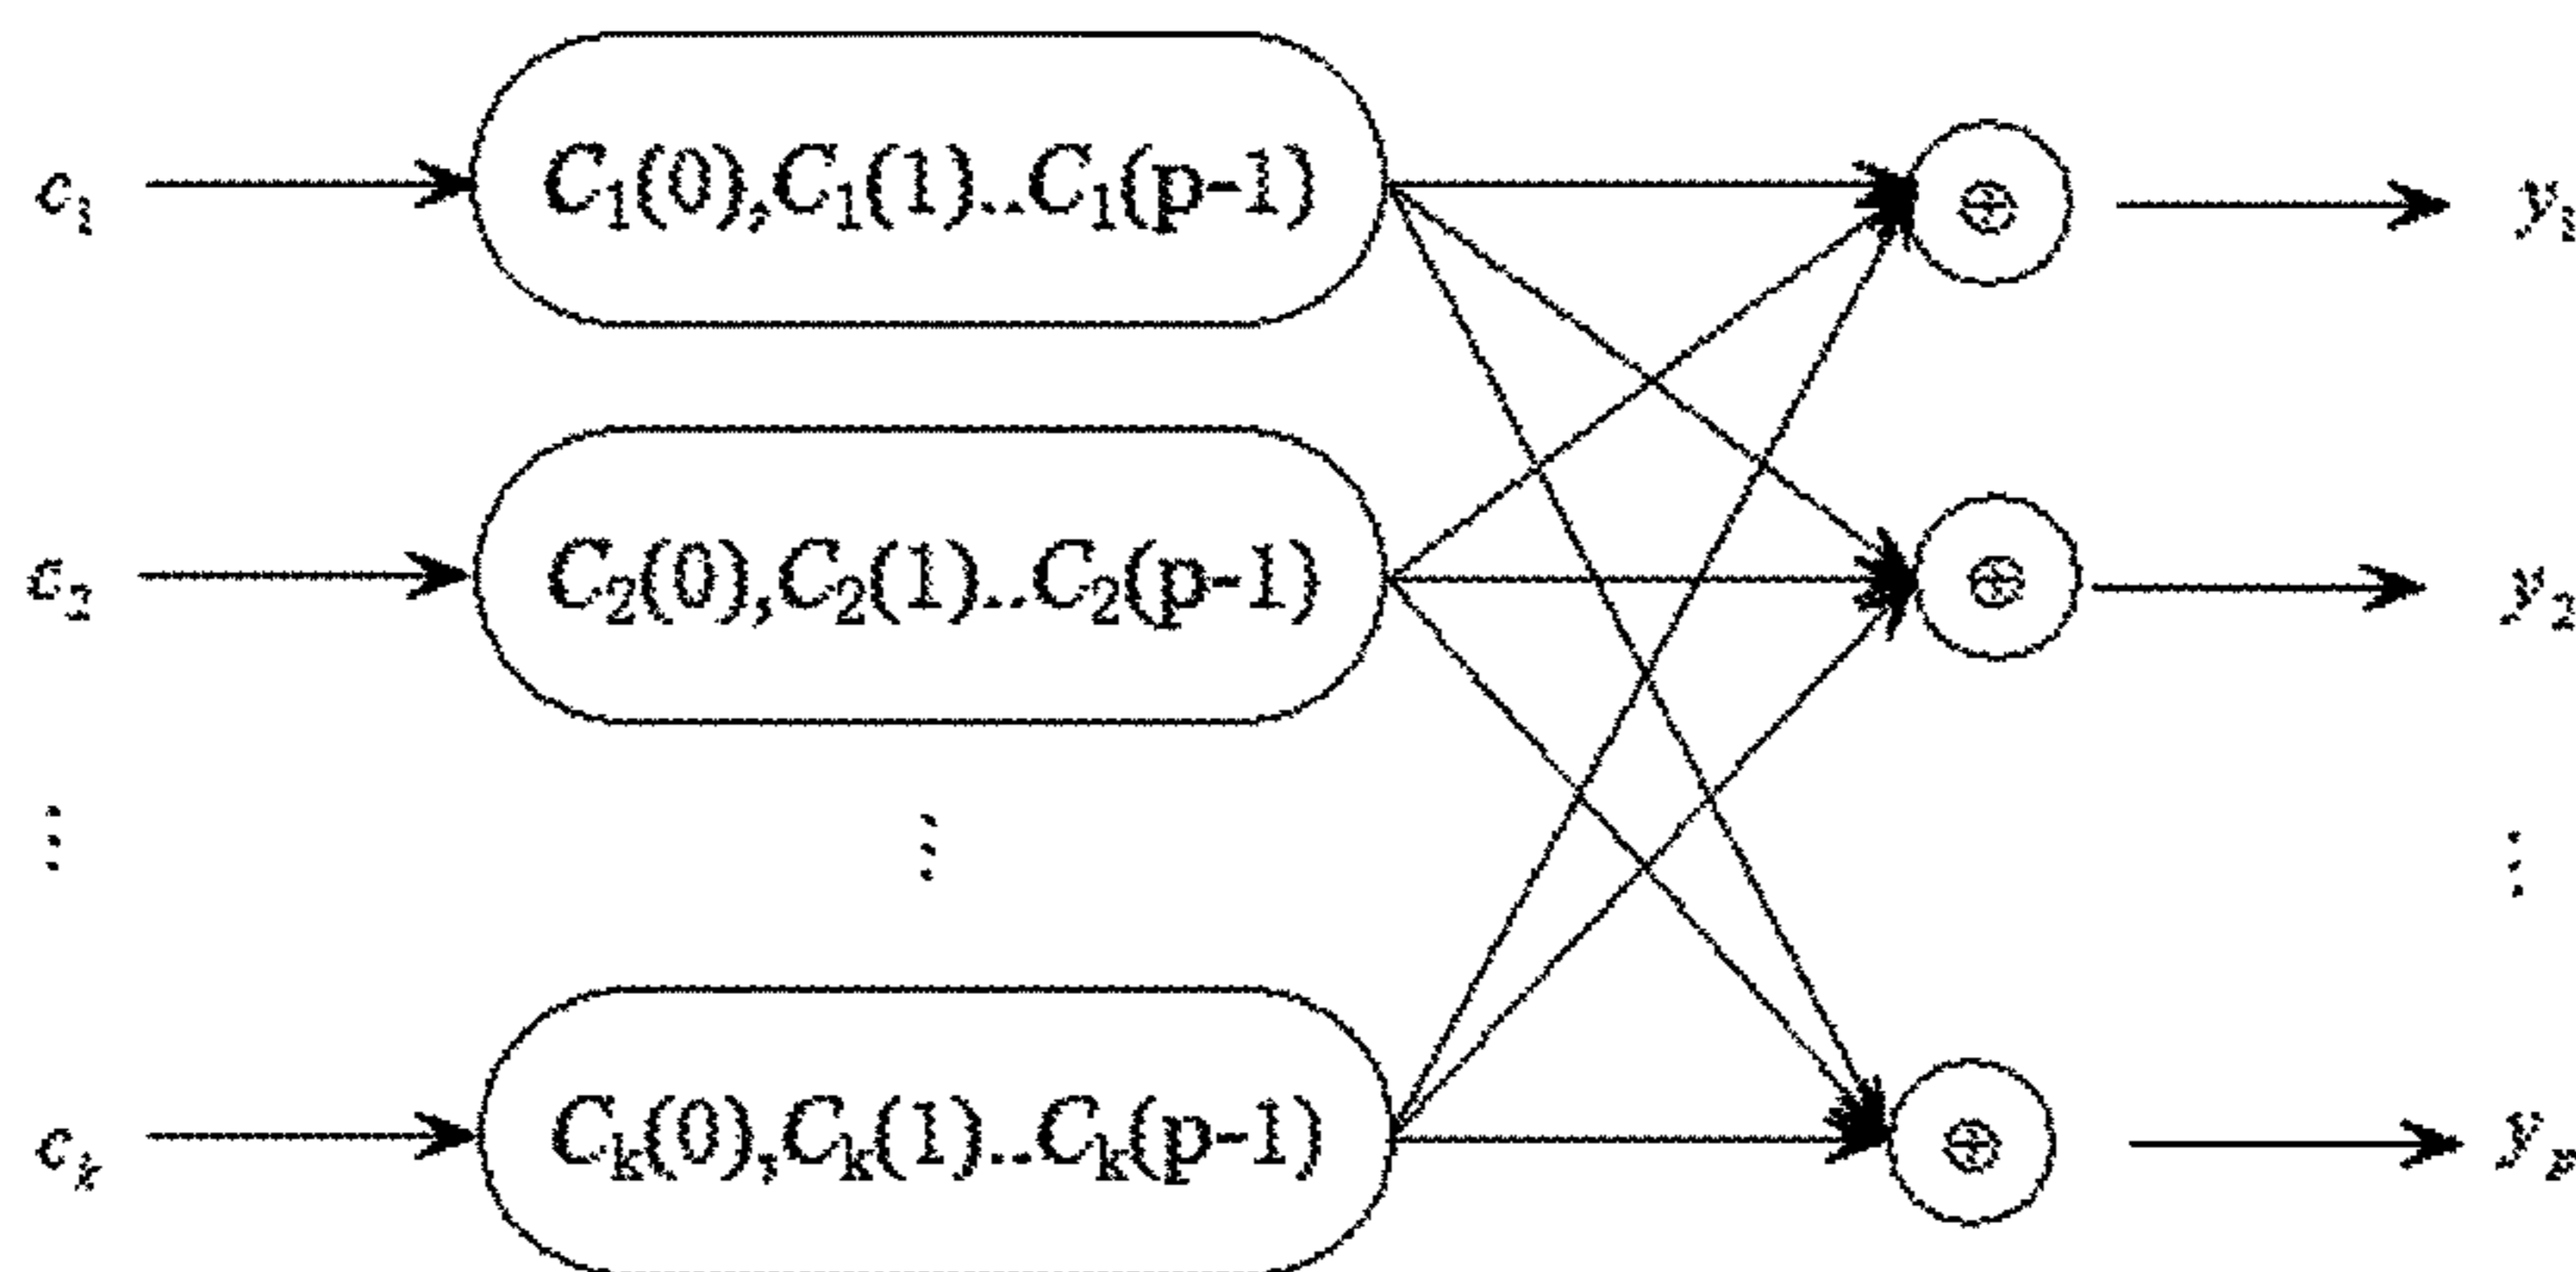 c₁ C₁(0),C₁(1)..C₁(p-1) ⊕ y₁
c₂ C₂(0),C₂(1)..C₂(p-1) ⊕ y₂
⋮ ⋮ ⋮
cₖ Cₖ(0),Cₖ(1)..Cₖ(p-1) ⊕